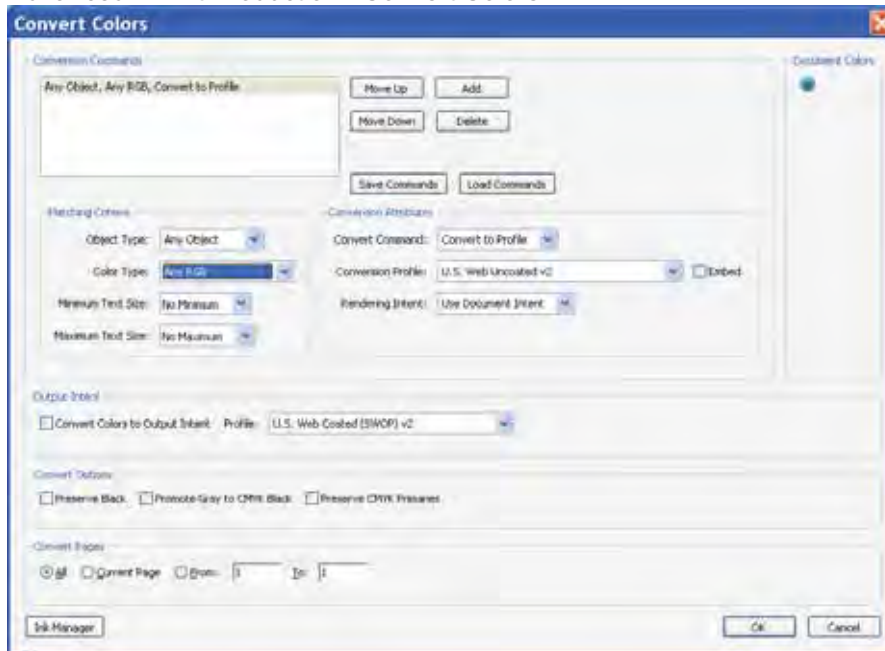 Convert Colors
Conversion Commands
Document Colors
Any Object, Any RGB, Convert to Profile
Move Up
Add
Move Down
Delete
Save Commands
Load Commands
Matching Criteria
Conversion Attributes
Object Type: Any Object
Convert Command: Convert to Profile
Color Type: Any RGB
Conversion Profile: U.S. Web Uncoated v2
Embed
Minimum Text Size: No Minimum
Rendering Intent: Use Document Intent
Maximum Text Size: No Maximum
Output Intent
Convert Colors to Output Intent Profile: U.S. Web Coated (SWOP) v2
Convert Options
Preserve Black
Promote Gray to CMYK Black
Preserve CMYK Primaries
Convert Pages
All
Current Page
From: 1
To: 1
Ink Manager
OK
Cancel